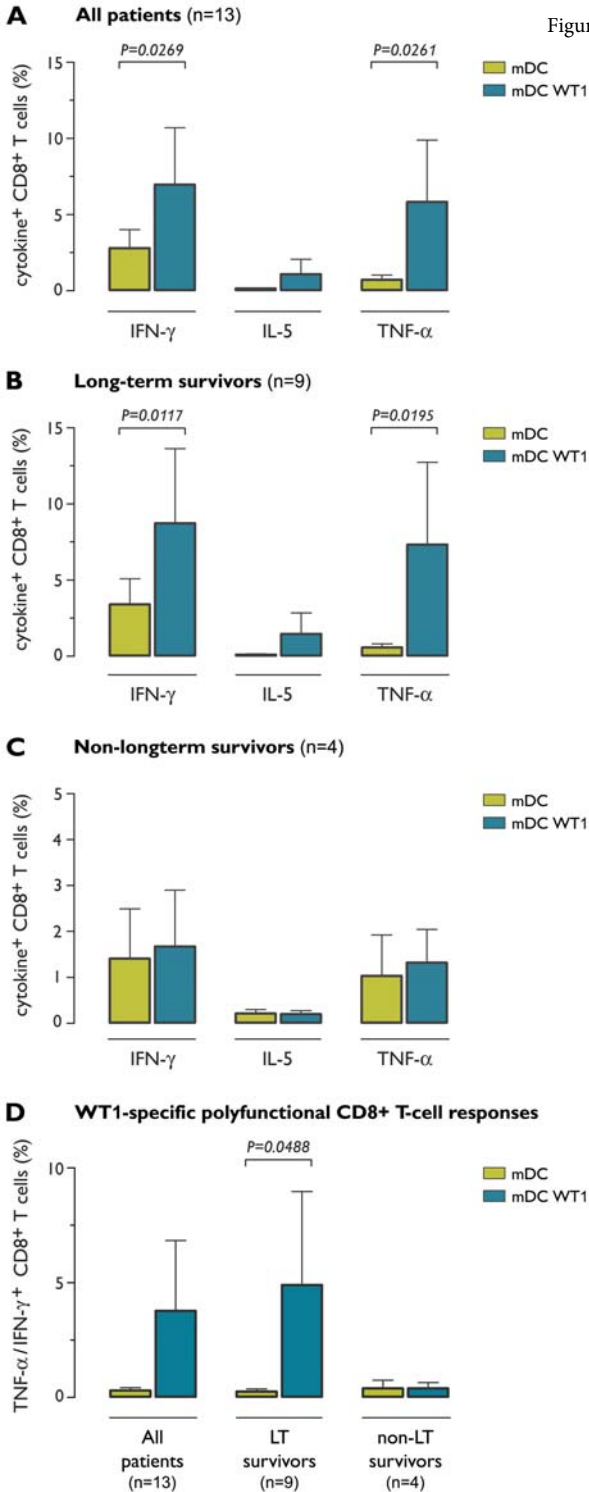 Figur
A All patients (n=13)
P=0.0269
P=0.0261
mDC
mDC WT1
cytokine⁺ CD8⁺ T cells (%)
15
10
5
0
IFN-γ
IL-5
TNF-α
B Long-term survivors (n=9)
P=0.0117
P=0.0195
mDC
mDC WT1
cytokine⁺ CD8⁺ T cells (%)
15
10
5
0
IFN-γ
IL-5
TNF-α
C Non-longterm survivors (n=4)
mDC
mDC WT1
cytokine⁺ CD8⁺ T cells (%)
5
4
3
2
1
0
IFN-γ
IL-5
TNF-α
D WT1-specific polyfunctional CD8+ T-cell responses
P=0.0488
mDC
mDC WT1
TNF-α/IFN-γ⁺ CD8⁺ T cells (%)
10
5
0
All
patients
(n=13)
LT
survivors
(n=9)
non-LT
survivors
(n=4)